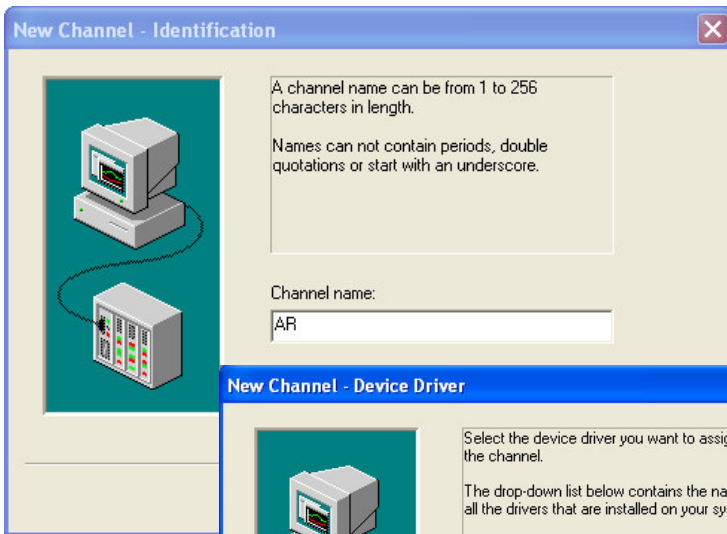 New Channel - Identification
A channel name can be from 1 to 256
characters in length.
Names can not contain periods, double
quotations or start with an underscore.
Channel name:
AR
New Channel - Device Driver
Select the device driver you want to
the channel.
The drop-down list below contains the
all the drivers that are installed on your